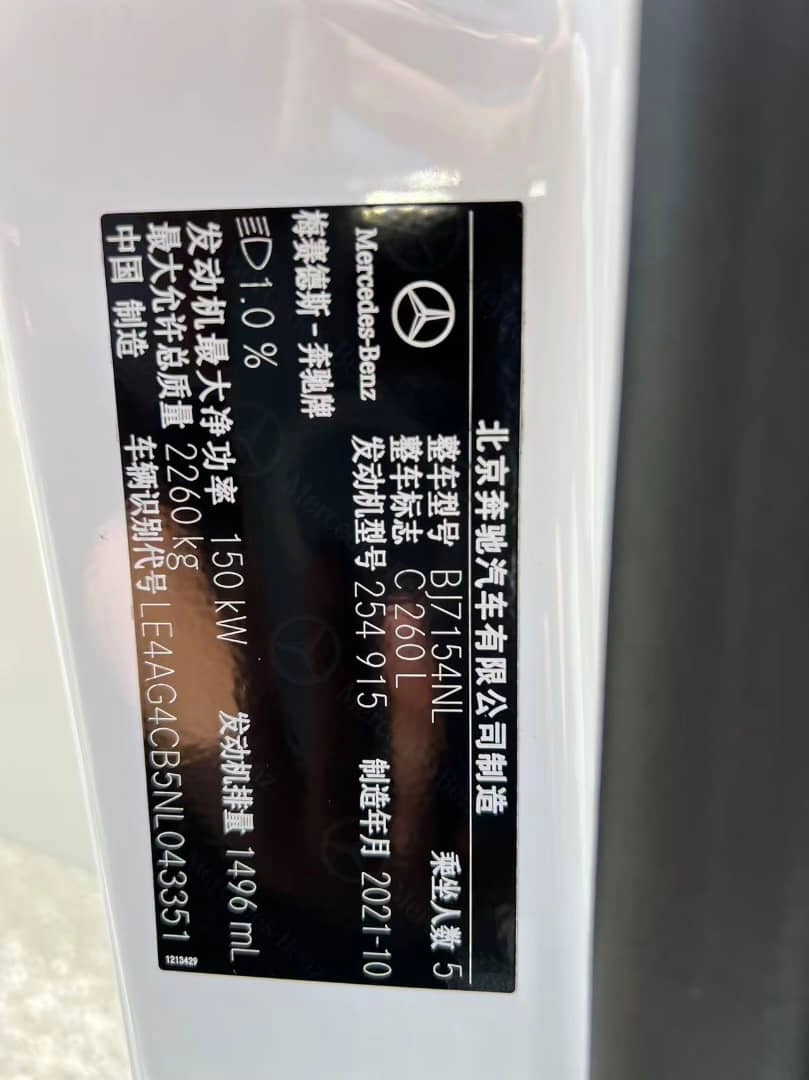 北京奔驰汽车有限公司制造
Mercedes-Benz
梅赛德斯-奔驰牌
整车型号 BJ7154NL 乘坐人数 5
整车标志 C 260 L
发动机型号 254 915 制造年月 2021-10
1.0 %
发动机最大净功率 150 kW 发动机排量 1496 mL
最大允许总质量 2260 kg
中国 制造 车辆识别代号 LE4AG4CB5NL043351
1213429